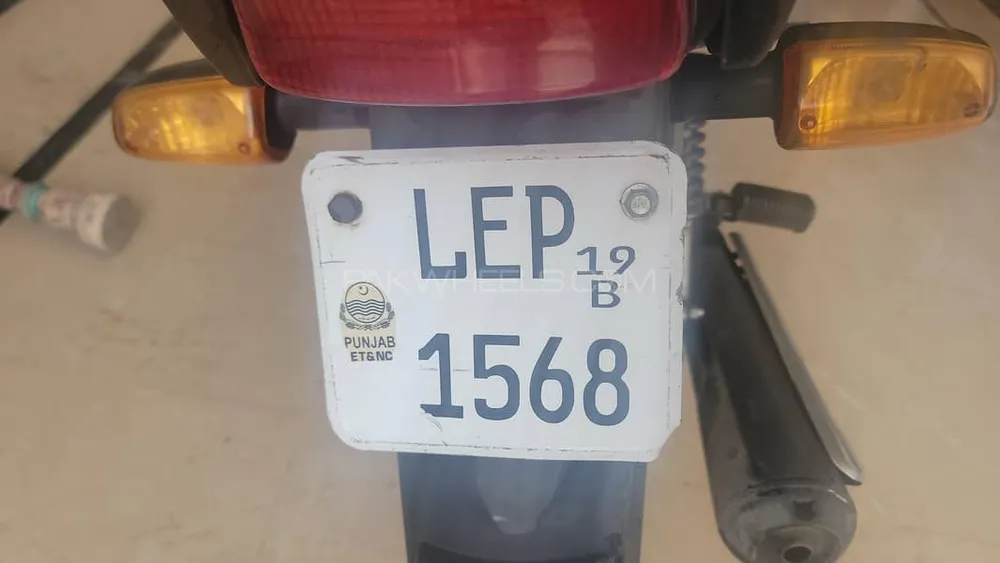 LEP
19
B
PAKWHEELS.COM
PUNJAB
ET&NC
1568